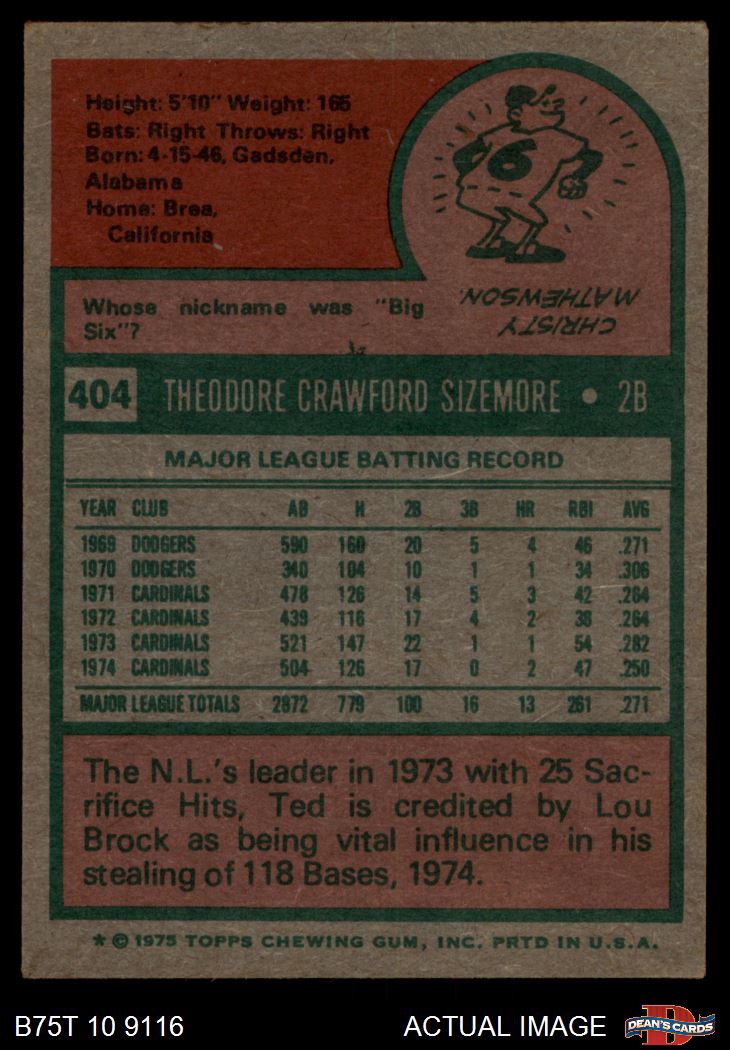 Height: 5'10" Weight: 165
Bats: Right Throws: Right
Born: 4-15-46, Gadsden,
Alabama
Home: Brea,
California
6
CHRISTY
MATHEWSON
Whose nickname was "Big
Six"?
404 THEODORE CRAWFORD SIZEMORE • 2B
MAJOR LEAGUE BATTING RECORD
YEAR CLUB AB H 2B 3B HR RBI AVG
1969 DODGERS 590 160 20 5 4 46 .271
1970 DODGERS 340 104 10 1 1 34 .306
1971 CARDINALS 478 126 14 5 3 42 .264
1972 CARDINALS 439 116 17 4 2 38 .264
1973 CARDINALS 521 147 22 1 1 54 .282
1974 CARDINALS 504 126 17 0 2 47 .250
MAJOR LEAGUE TOTALS 2872 779 100 16 13 261 .271
The N.L.'s leader in 1973 with 25 Sac-
rifice Hits, Ted is credited by Lou
Brock as being vital influence in his
stealing of 118 Bases, 1974.
* © 1975 TOPPS CHEWING GUM, INC. PRTD IN U.S.A.
B75T 10 9116 ACTUAL IMAGE D DEAN'S CARDS